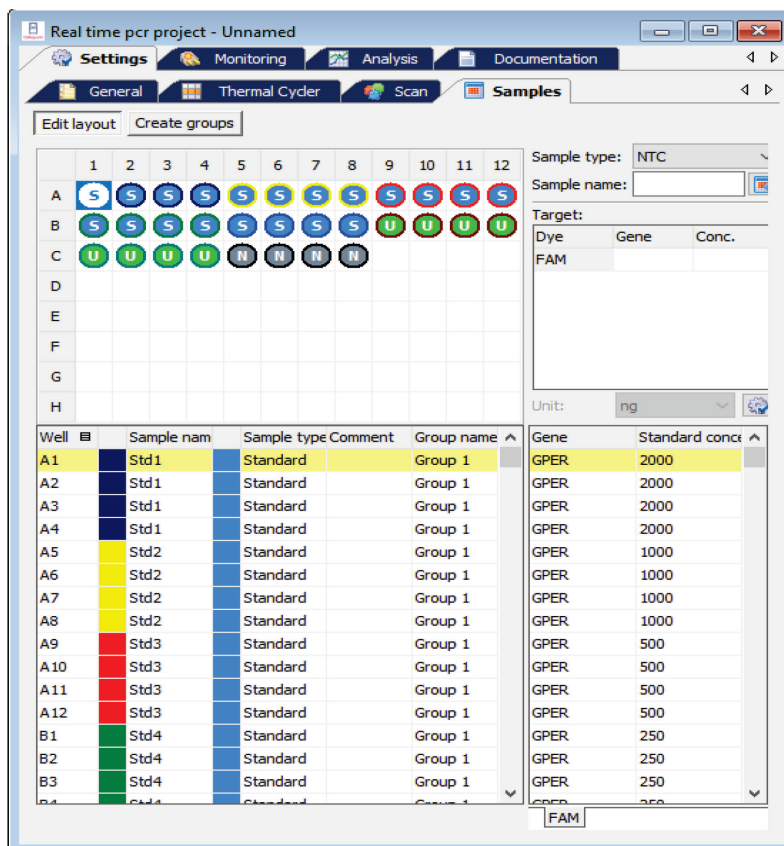 Real time pcr project - Unnamed
Settings Monitoring Analysis Documentation
General Thermal Cycler Scan Samples
Edit layout Create groups
1 2 3 4 5 6 7 8 9 10 11 12
A S S S S S S S S S S S S
B S S S S S S S S U U U U
C U U U U N N N N
D
E
F
G
H
Sample type: NTC
Sample name:
Target:
Dye Gene Conc.
FAM
Unit: ng
Well Sample nam Sample type Comment Group name Gene Standard conce
A1 Std1 Standard Group 1 GPER 2000
A2 Std1 Standard Group 1 GPER 2000
A3 Std1 Standard Group 1 GPER 2000
A4 Std1 Standard Group 1 GPER 2000
A5 Std2 Standard Group 1 GPER 1000
A6 Std2 Standard Group 1 GPER 1000
A7 Std2 Standard Group 1 GPER 1000
A8 Std2 Standard Group 1 GPER 1000
A9 Std3 Standard Group 1 GPER 500
A10 Std3 Standard Group 1 GPER 500
A11 Std3 Standard Group 1 GPER 500
A12 Std3 Standard Group 1 GPER 500
B1 Std4 Standard Group 1 GPER 250
B2 Std4 Standard Group 1 GPER 250
B3 Std4 Standard Group 1 GPER 250
FAM